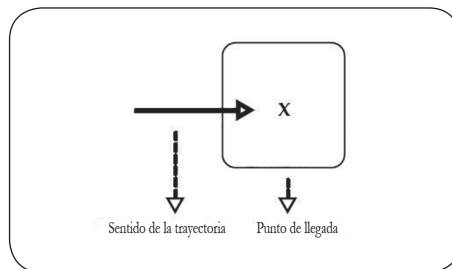 X
Sentido de la trayectoria
Punto de llegada